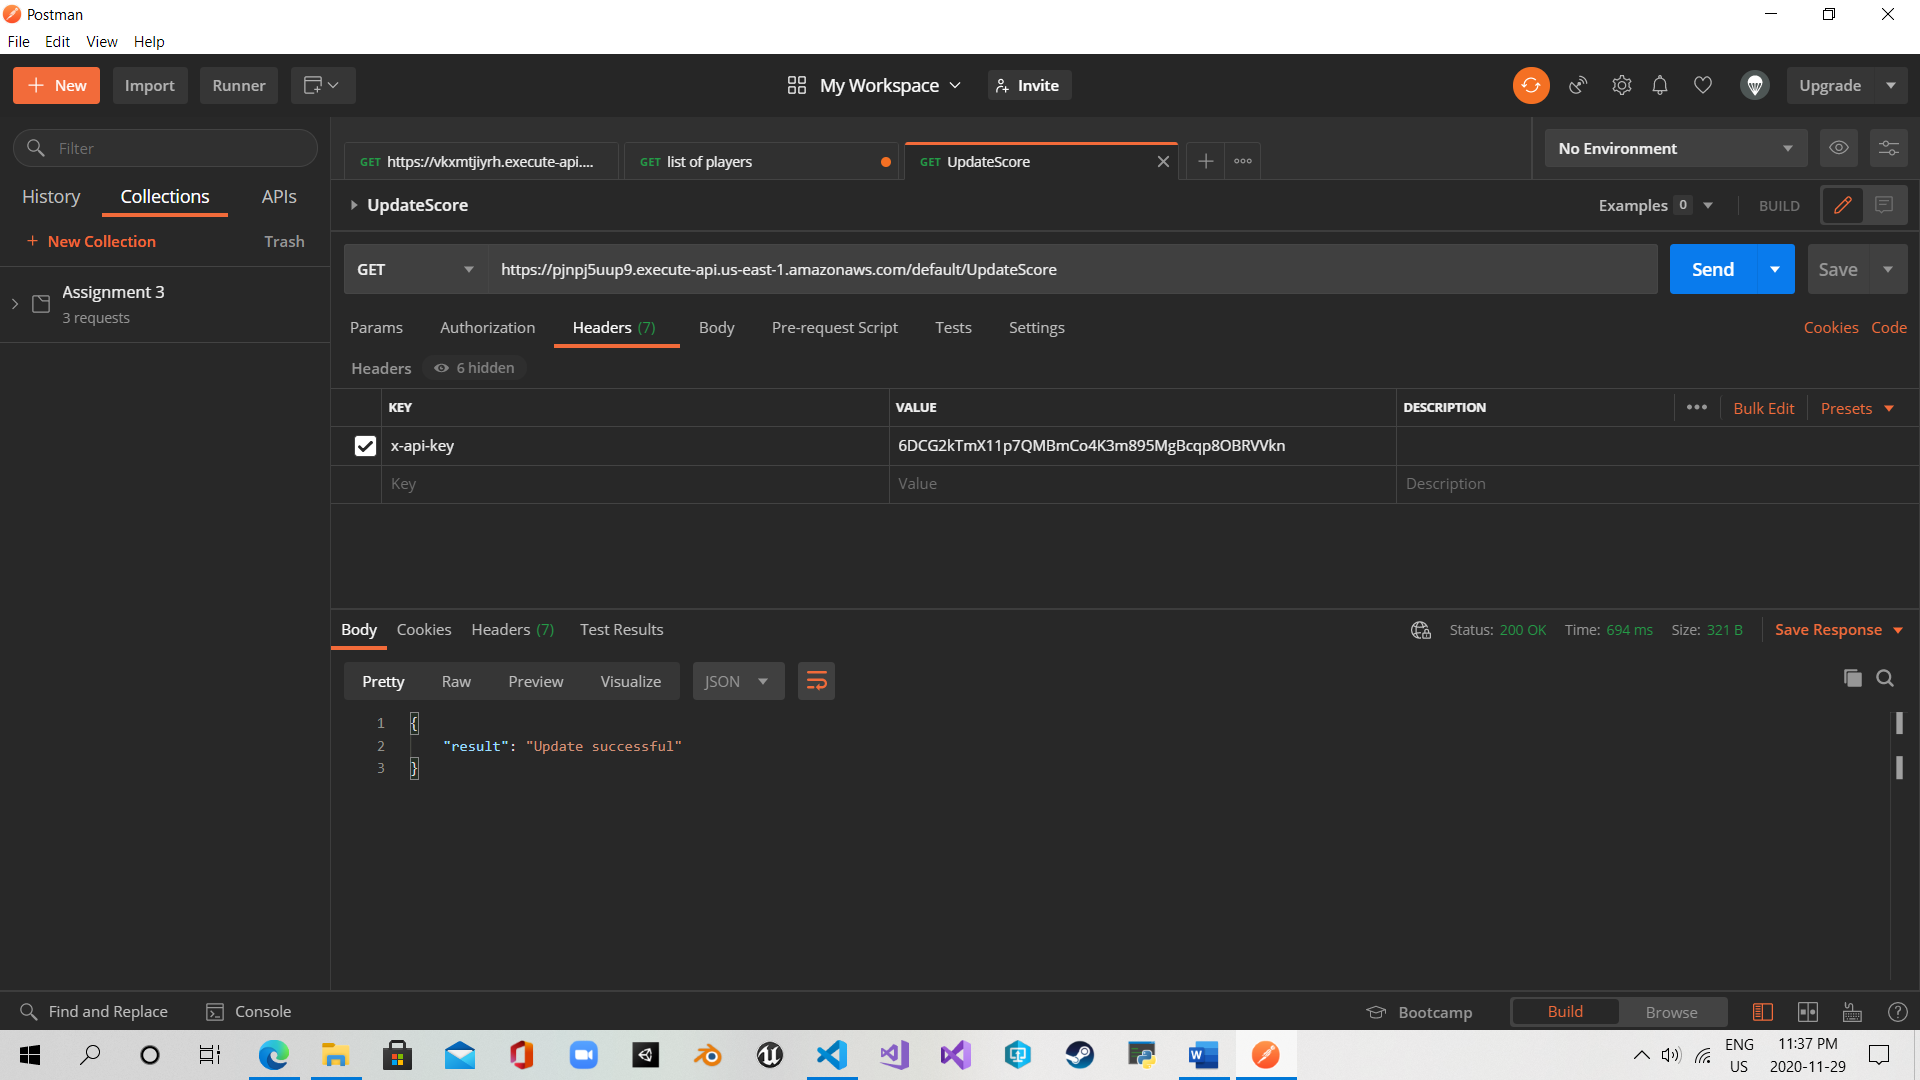 Postman
File Edit View Help
New Import Runner My Workspace Invite Upgrade
Filter
GET https://vkxmtjiyrh.execute-api.... GET list of players GET UpdateScore No Environment
History Collections APIs
UpdateScore Examples 0 BUILD
+ New Collection Trash
GET https://pjnpj5uup9.execute-api.us-east-1.amazonaws.com/default/UpdateScore Send Save
Assignment 3
3 requests
Params Authorization Headers (7) Body Pre-request Script Tests Settings Cookies Code
Headers 6 hidden
KEY VALUE DESCRIPTION ••• Bulk Edit Presets
x-api-key 6DCG2kTmX11p7QMBmCo4K3m895MgBcqp8OBRVVkn
Key Value Description
Body Cookies Headers (7) Test Results Status: 200 OK Time: 694 ms Size: 321 B Save Response
Pretty Raw Preview Visualize JSON
1 {
2 "result": "Update successful"
3 }
Find and Replace Console Bootcamp Build Browse
ENG 11:37 PM
US 2020-11-29